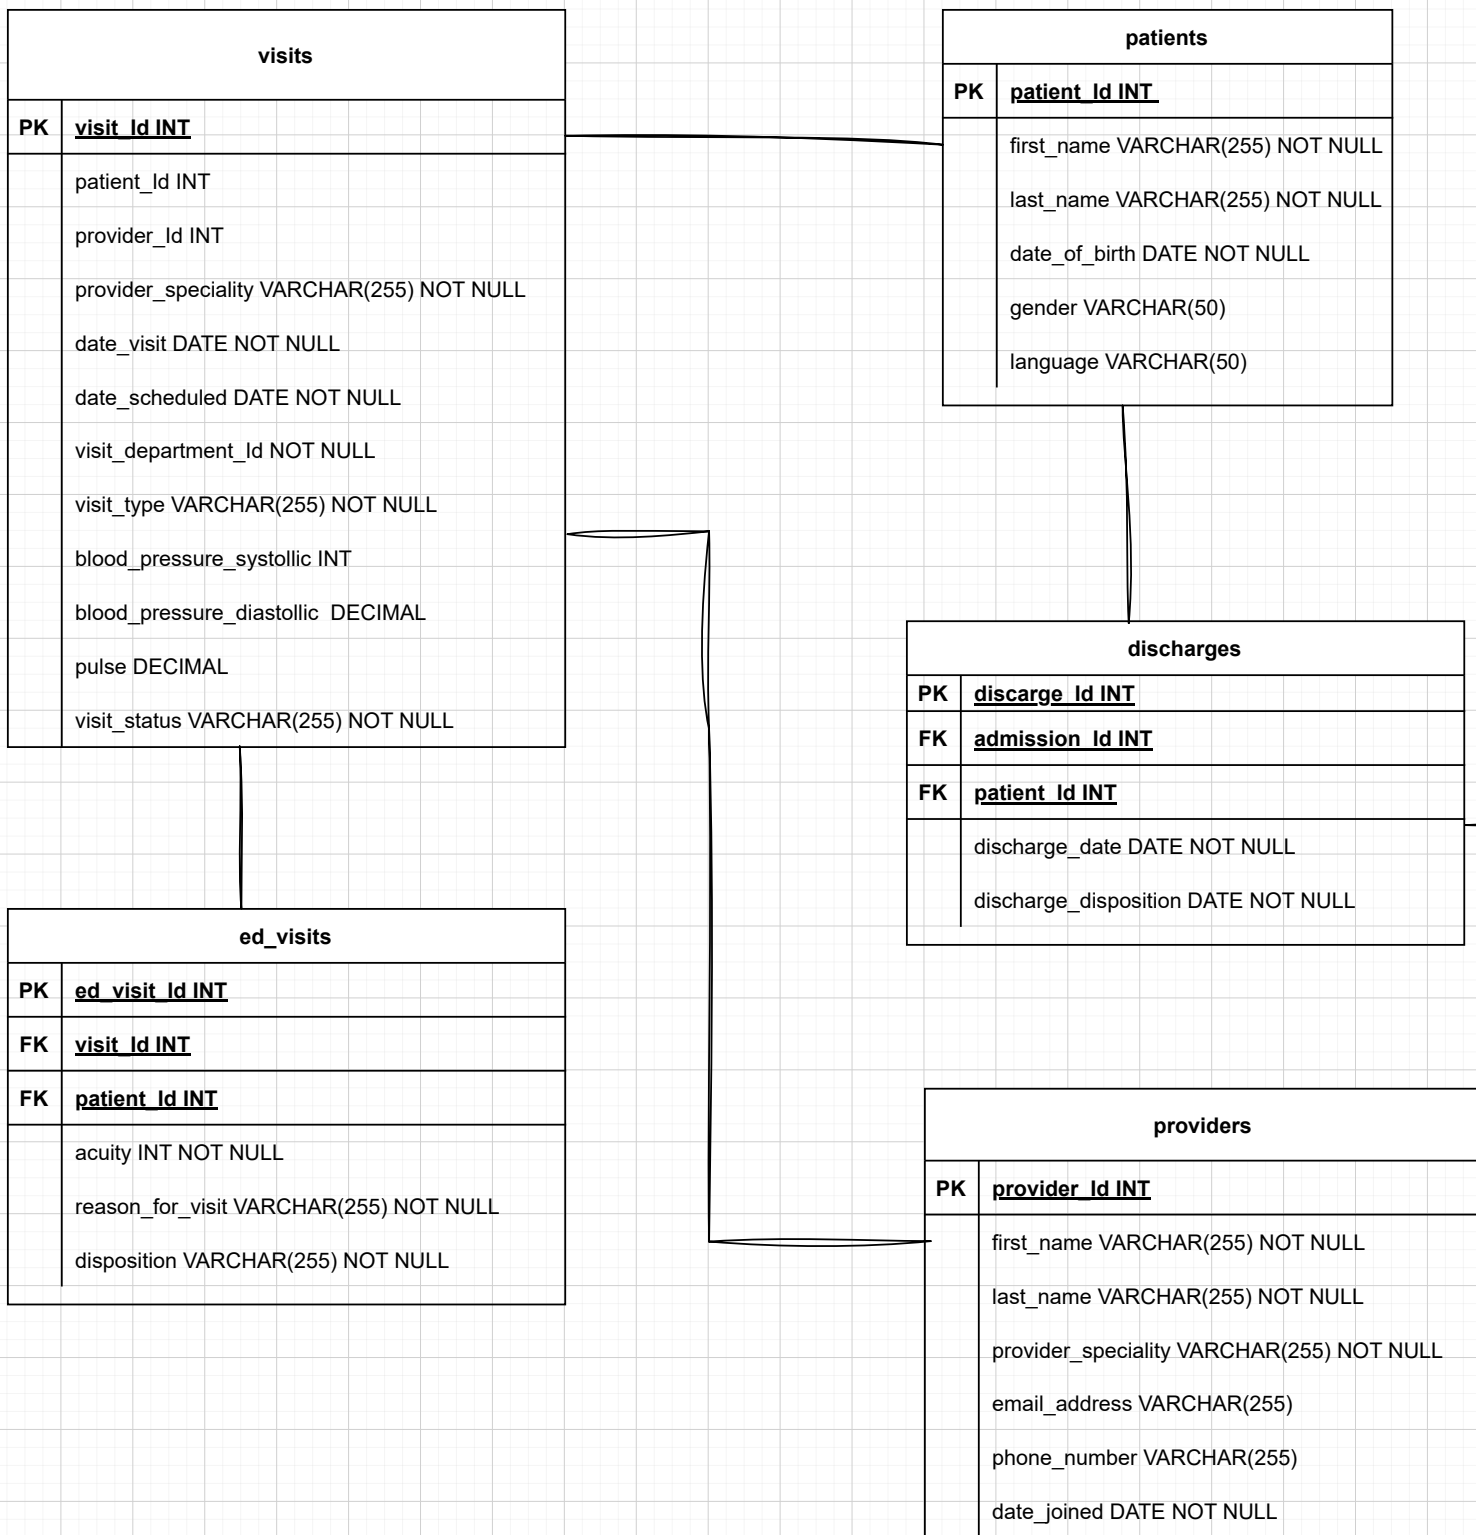 visits
PK visit_Id INT
patient_Id INT
provider_Id INT
provider_speciality VARCHAR(255) NOT NULL
date_visit DATE NOT NULL
date_scheduled DATE NOT NULL
visit_department_Id NOT NULL
visit_type VARCHAR(255) NOT NULL
blood_pressure_systollic INT
blood_pressure_diastollic  DECIMAL
pulse DECIMAL
visit_status VARCHAR(255) NOT NULL
patients
PK patient_Id INT
first_name VARCHAR(255) NOT NULL
last_name VARCHAR(255) NOT NULL
date_of_birth DATE NOT NULL
gender VARCHAR(50)
language VARCHAR(50)
discharges
PK discarge_Id INT
FK admission_Id INT
FK patient_Id INT
discharge_date DATE NOT NULL
discharge_disposition DATE NOT NULL
ed_visits
PK ed_visit_Id INT
FK visit_Id INT
FK patient_Id INT
acuity INT NOT NULL
reason_for_visit VARCHAR(255) NOT NULL
disposition VARCHAR(255) NOT NULL
providers
PK provider_Id INT
first_name VARCHAR(255) NOT NULL
last_name VARCHAR(255) NOT NULL
provider_speciality VARCHAR(255) NOT NULL
email_address VARCHAR(255)
phone_number VARCHAR(255)
date_joined DATE NOT NULL